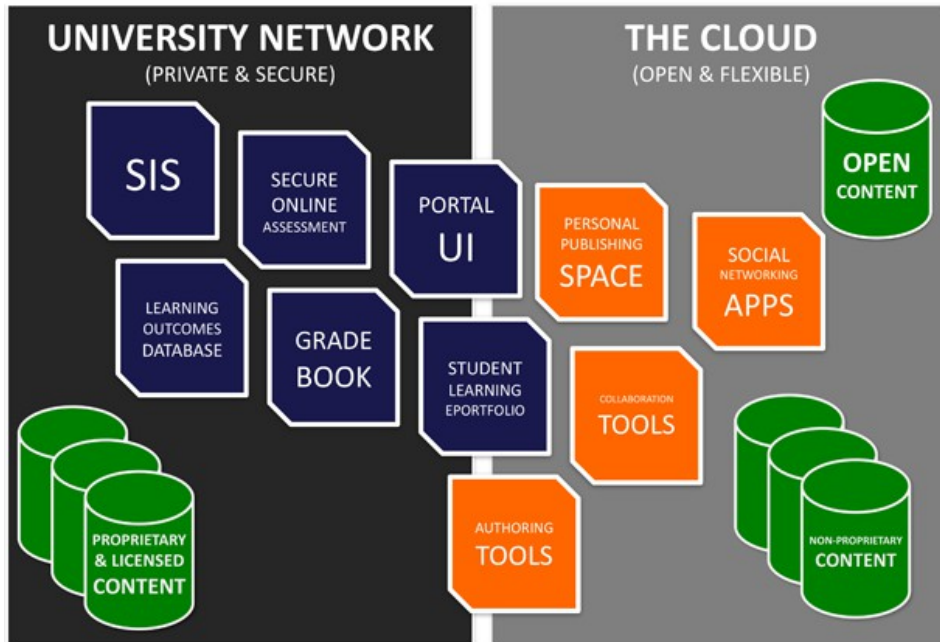 UNIVERSITY NETWORK
(PRIVATE & SECURE)
THE CLOUD
(OPEN & FLEXIBLE)
SIS
SECURE
ONLINE
ASSESSMENT
PORTAL
UI
PERSONAL
PUBLISHING
SPACE
SOCIAL
NETWORKING
APPS
OPEN
CONTENT
LEARNING
OUTCOMES
DATABASE
GRADE
BOOK
STUDENT
LEARNING
EPORTFOLIO
COLLABORATION
TOOLS
AUTHORING
TOOLS
PROPRIETARY
& LICENSED
CONTENT
NON-PROPRIETARY
CONTENT